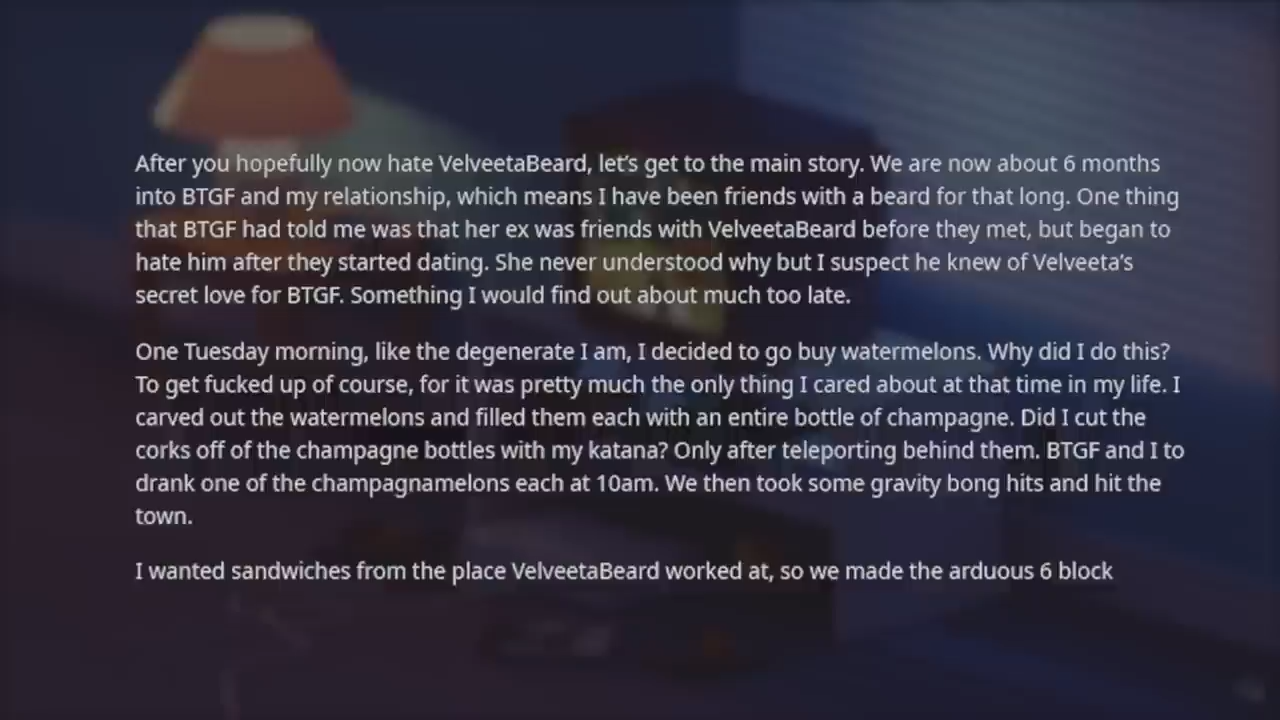 After you hopefully now hate VelveetaBeard, let's get to the main story. We are now about 6 months
into BTGF and my relationship, which means I have been friends with a beard for that long. One thing
that BTGF had told me was that her ex was friends with VelveetaBeard before they met, but began to
hate him after they started dating. She never understood why but I suspect he knew of Velveeta's
secret love for BTGF. Something I would find out about much too late.
One Tuesday morning, like the degenerate I am, I decided to go buy watermelons. Why did I do this?
To get fucked up of course, for it was pretty much the only thing I cared about at that time in my life. I
carved out the watermelons and filled them each with an entire bottle of champagne. Did I cut the
corks off of the champagne bottles with my katana? Only after teleporting behind them. BTGF and I to
drank one of the champagnamelons each at 10am. We then took some gravity bong hits and hit the
town.
I wanted sandwiches from the place VelveetaBeard worked at, so we made the arduous 6 block